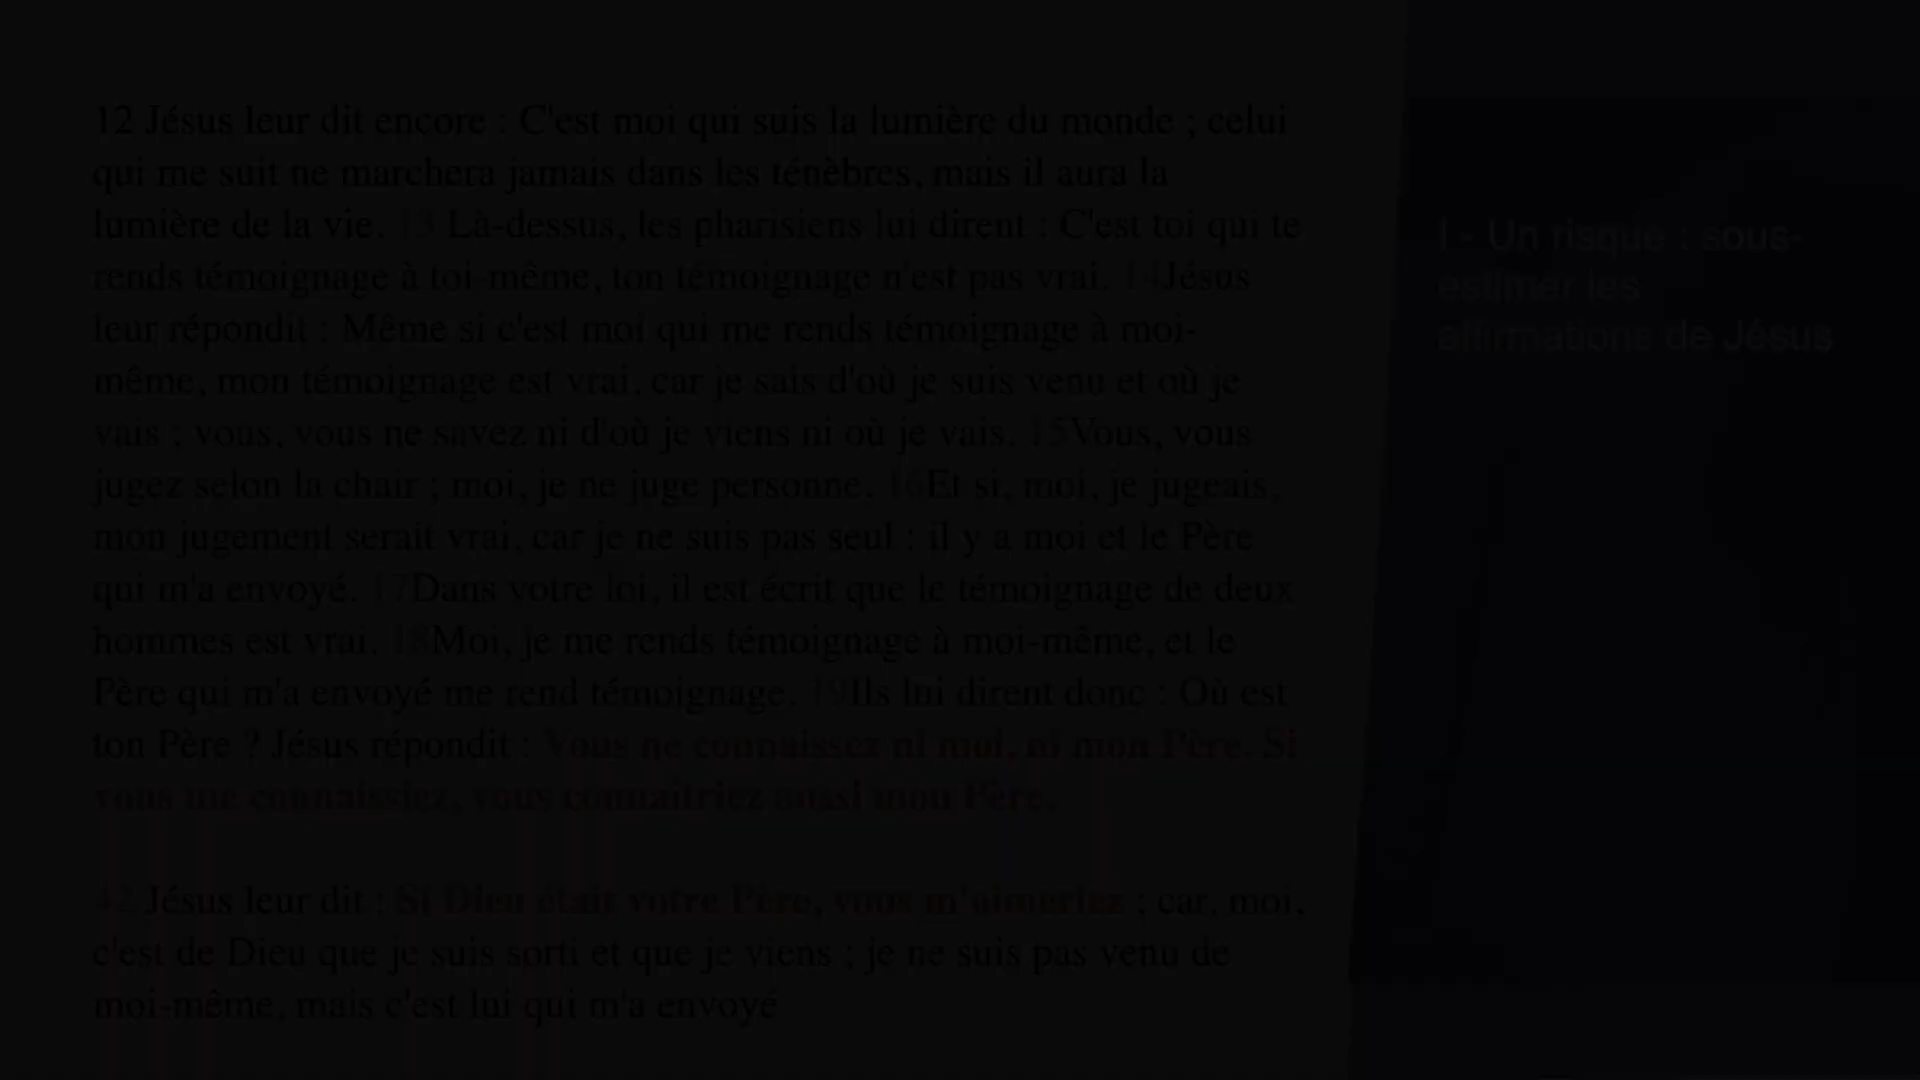 12 Jésus leur dit encore : C'est moi qui suis la lumière du monde ; celui
qui me suit ne marchera jamais dans les ténèbres, mais il aura la
lumière de la vie. 13 Là-dessus, les pharisiens lui dirent : C'est toi qui te
rends témoignage à toi-même, ton témoignage n'est pas vrai. 14Jésus
leur répondit : Même si c'est moi qui me rends témoignage à moi-
même, mon témoignage est vrai, car je sais d'où je suis venu et où je
vais ; vous, vous ne savez ni d'où je viens ni où je vais. 15Vous, vous
jugez selon la chair ; moi, je ne juge personne. 16Et si, moi, je jugeais,
mon jugement serait vrai, car je ne suis pas seul : il y a moi et le Père
qui m'a envoyé. 17Dans votre loi, il est écrit que le témoignage de deux
hommes est vrai. 18Moi, je me rends témoignage à moi-même, et le
Père qui m'a envoyé me rend témoignage. 19Ils lui dirent donc : Où est
ton Père ? Jésus répondit : Vous ne connaissez ni moi, ni mon Père. Si
vous me connaissiez, vous connaîtriez aussi mon Père.
42 Jésus leur dit : Si Dieu était votre Père, vous m'aimeriez ; car, moi,
c'est de Dieu que je suis sorti et que je viens ; je ne suis pas venu de
moi-même, mais c'est lui qui m'a envoyé
I - Un risque : sous-
estimer les
affirmations de Jésus